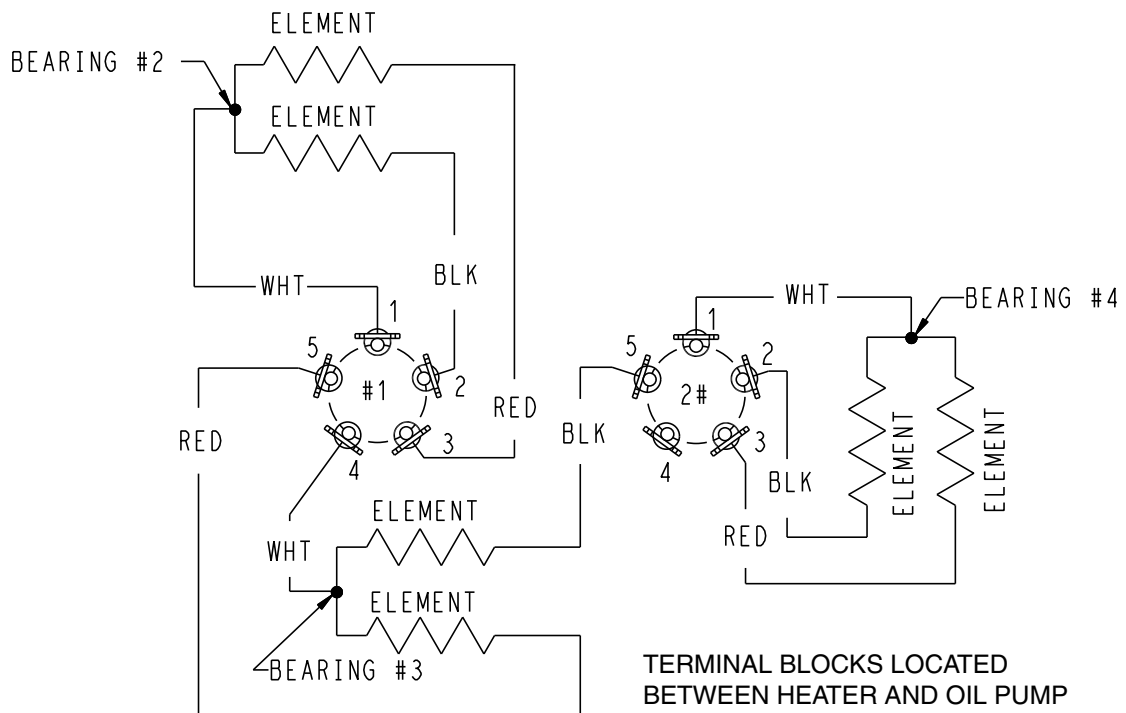 ELEMENT
BEARING #2
ELEMENT
BLK
WHT
WHT
BEARING #4
1
1
5
2
#1
5
2
2#
RED
RED
3
4
BLK
3
4
BLK
ELEMENT
ELEMENT
RED
ELEMENT
WHT
ELEMENT
BEARING #3
TERMINAL BLOCKS LOCATED
BETWEEN HEATER AND OIL PUMP